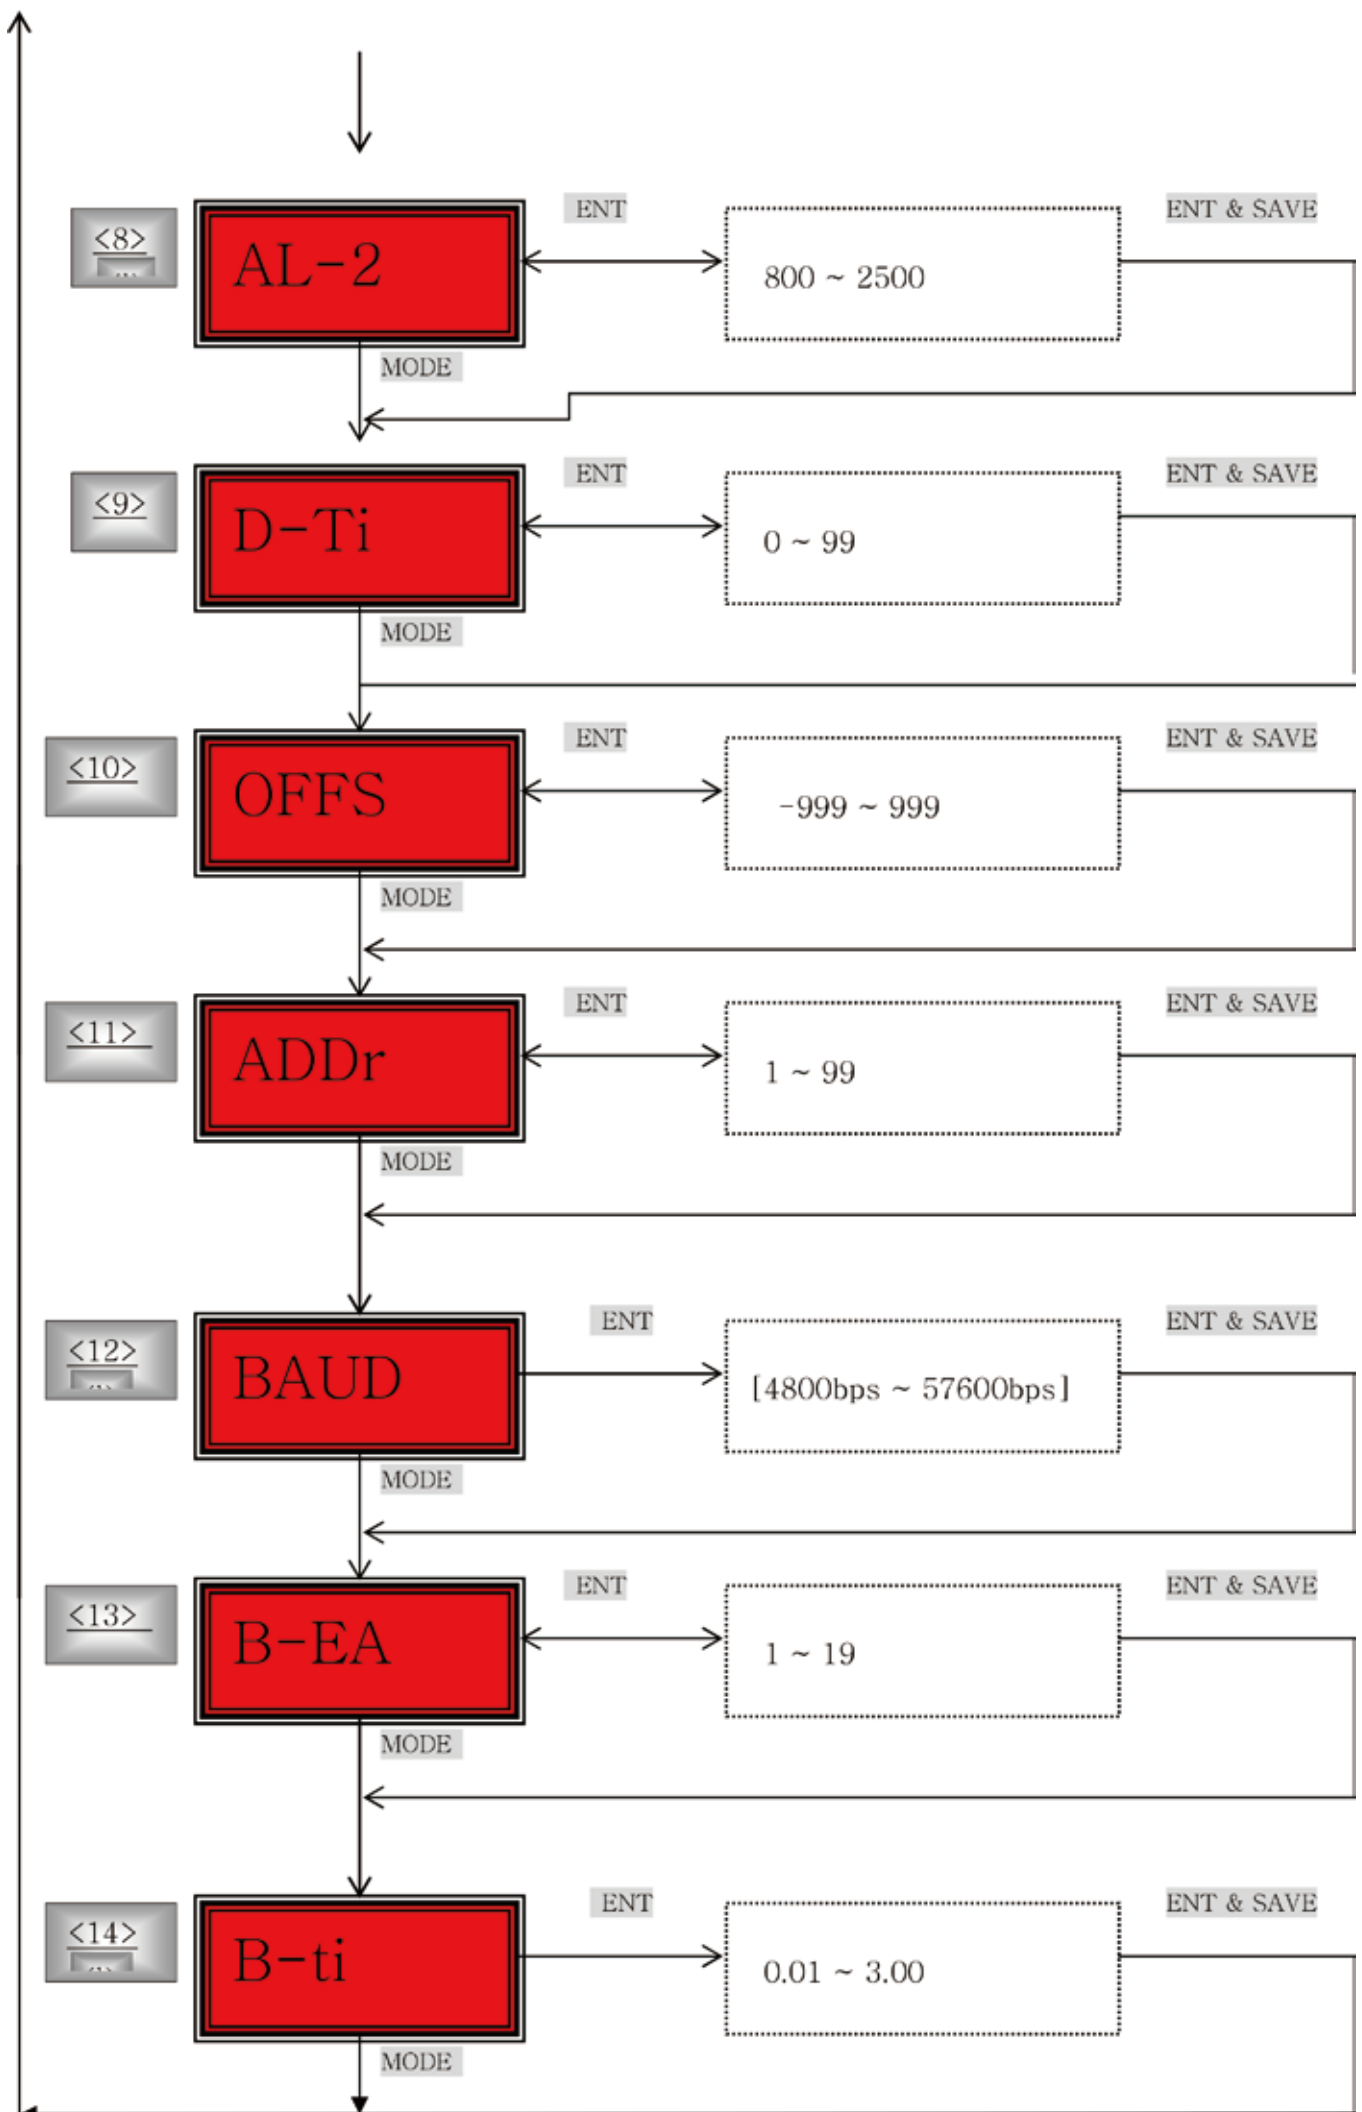 ENT
ENT & SAVE
<8>
AL-2
800 ~ 2500
MODE
ENT
ENT & SAVE
<9>
D-Ti
0 ~ 99
MODE
ENT
ENT & SAVE
<10>
OFFS
-999 ~ 999
MODE
ENT
ENT & SAVE
<11>
ADDr
1 ~ 99
MODE
ENT
ENT & SAVE
<12>
BAUD
[4800bps ~ 57600bps]
MODE
ENT
ENT & SAVE
<13>
B-EA
1 ~ 19
MODE
ENT
ENT & SAVE
<14>
B-ti
0.01 ~ 3.00
MODE